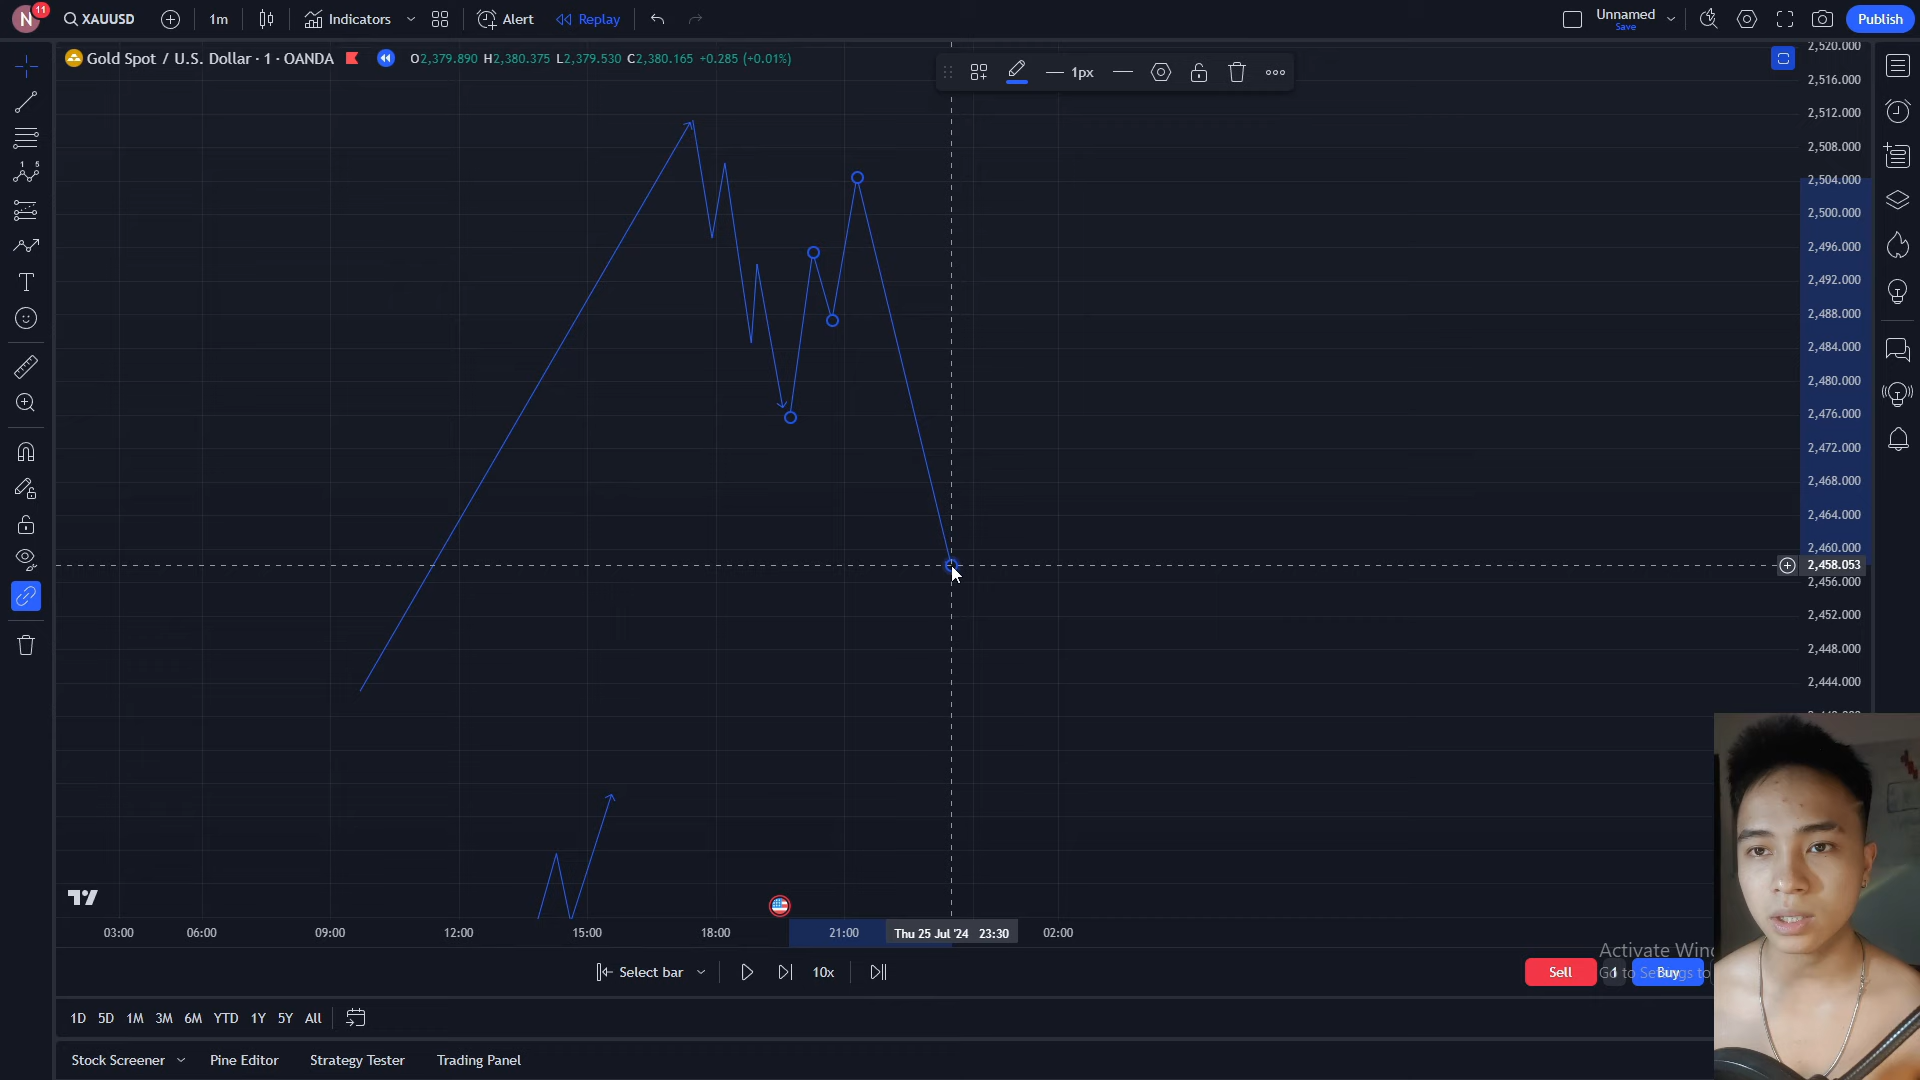 N 11 XAUUSD 1m Indicators Alert Replay Unnamed Save Publish
Gold Spot / U.S. Dollar · 1 · OANDA O2,379.890 H2,380.375 L2,379.530 C2,380.165 +0.285 (+0.01%)
1px
2,520.000
2,516.000
2,512.000
2,508.000
2,504.000
2,500.000
2,496.000
2,492.000
2,488.000
2,484.000
2,480.000
2,476.000
2,472.000
2,468.000
2,464.000
2,460.000
2,458.053
2,456.000
2,452.000
2,448.000
2,444.000
03:00 06:00 09:00 12:00 15:00 18:00 21:00 Thu 25 Jul '24 23:30 02:00
Select bar 10x
Activate Win
Sell 1 Buy
1D 5D 1M 3M 6M YTD 1Y 5Y All
Stock Screener Pine Editor Strategy Tester Trading Panel